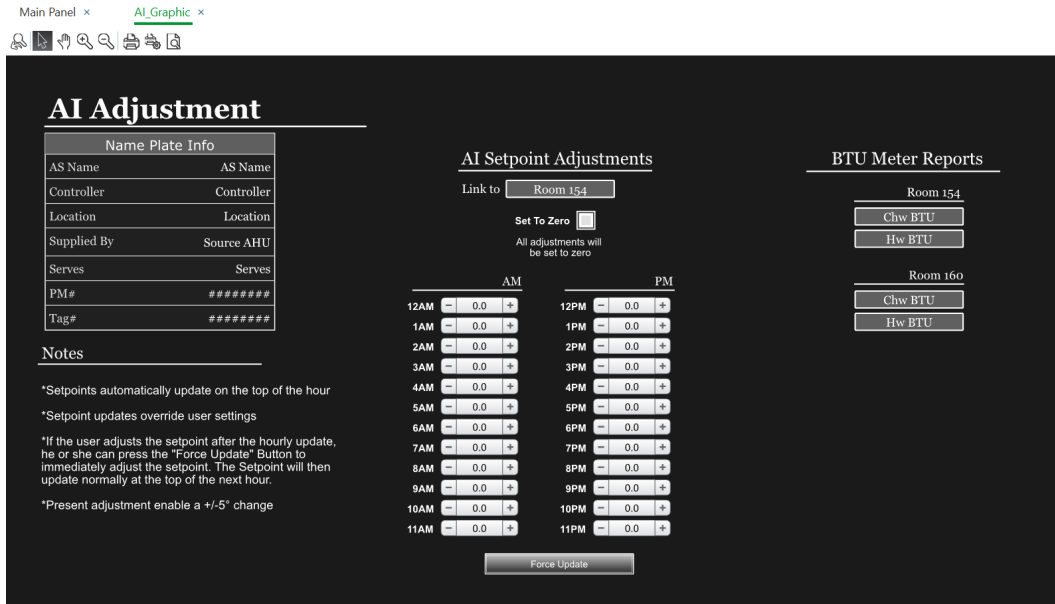 Main Panel ×
AI_Graphic ×
AI Adjustment
Name Plate Info
AS Name AS Name
Controller Controller
Location Location
Supplied By Source AHU
Serves Serves
PM# ########
Tag# ########
Notes
*Setpoints automatically update on the top of the hour
*Setpoint updates override user settings
*If the user adjusts the setpoint after the hourly update,
he or she can press the "Force Update" Button to
immediately adjust the setpoint. The Setpoint will then
update normally at the top of the next hour.
*Present adjustment enable a +/-5° change
AI Setpoint Adjustments
Link to Room 154
Set To Zero
All adjustments will
be set to zero
AM PM
12AM − 0.0 + 12PM − 0.0 +
1AM − 0.0 + 1PM − 0.0 +
2AM − 0.0 + 2PM − 0.0 +
3AM − 0.0 + 3PM − 0.0 +
4AM − 0.0 + 4PM − 0.0 +
5AM − 0.0 + 5PM − 0.0 +
6AM − 0.0 + 6PM − 0.0 +
7AM − 0.0 + 7PM − 0.0 +
8AM − 0.0 + 8PM − 0.0 +
9AM − 0.0 + 9PM − 0.0 +
10AM − 0.0 + 10PM − 0.0 +
11AM − 0.0 + 11PM − 0.0 +
Force Update
BTU Meter Reports
Room 154
Chw BTU
Hw BTU
Room 160
Chw BTU
Hw BTU